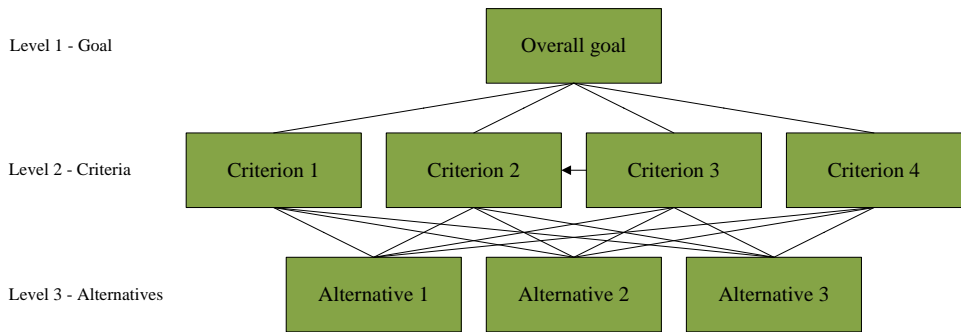 Level 1 - Goal
Overall goal
Level 2 - Criteria
Criterion 1
Criterion 2
Criterion 3
Criterion 4
Level 3 - Alternatives
Alternative 1
Alternative 2
Alternative 3